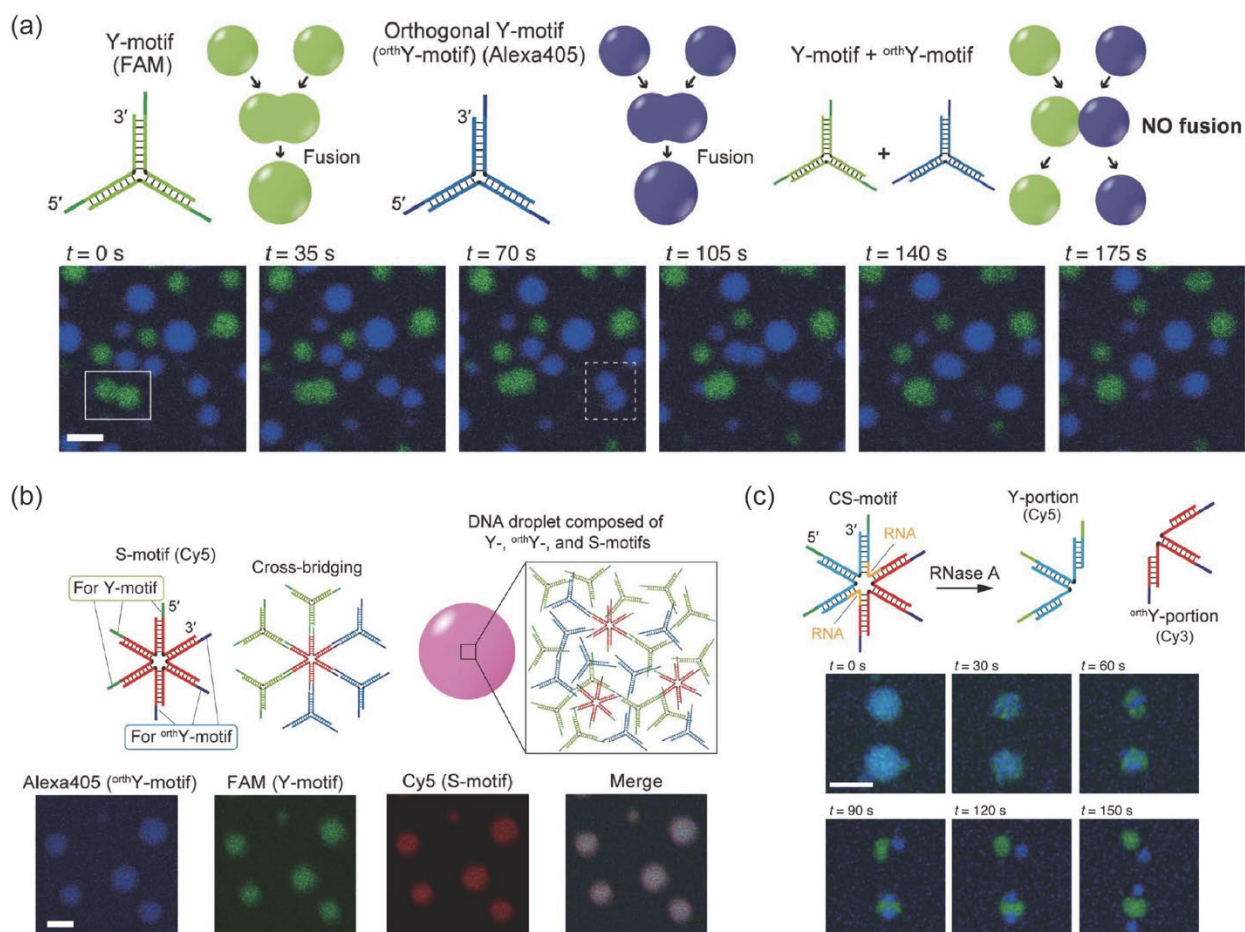 (a)
Y-motif
(FAM)
3′
5′
Fusion
Orthogonal Y-motif
(orthY-motif) (Alexa405)
3′
5′
Fusion
Y-motif + orthY-motif
+
NO fusion
t = 0 s
t = 35 s
t = 70 s
t = 105 s
t = 140 s
t = 175 s
(b)
S-motif (Cy5)
For Y-motif
5′
3′
For orthY-motif
Cross-bridging
DNA droplet composed of
Y-, orthY-, and S-motifs
Alexa405 (orthY-motif)
FAM (Y-motif)
Cy5 (S-motif)
Merge
(c)
CS-motif
5′
3′
RNA
RNA
RNase A
Y-portion
(Cy5)
orthY-portion
(Cy3)
t = 0 s
t = 30 s
t = 60 s
t = 90 s
t = 120 s
t = 150 s